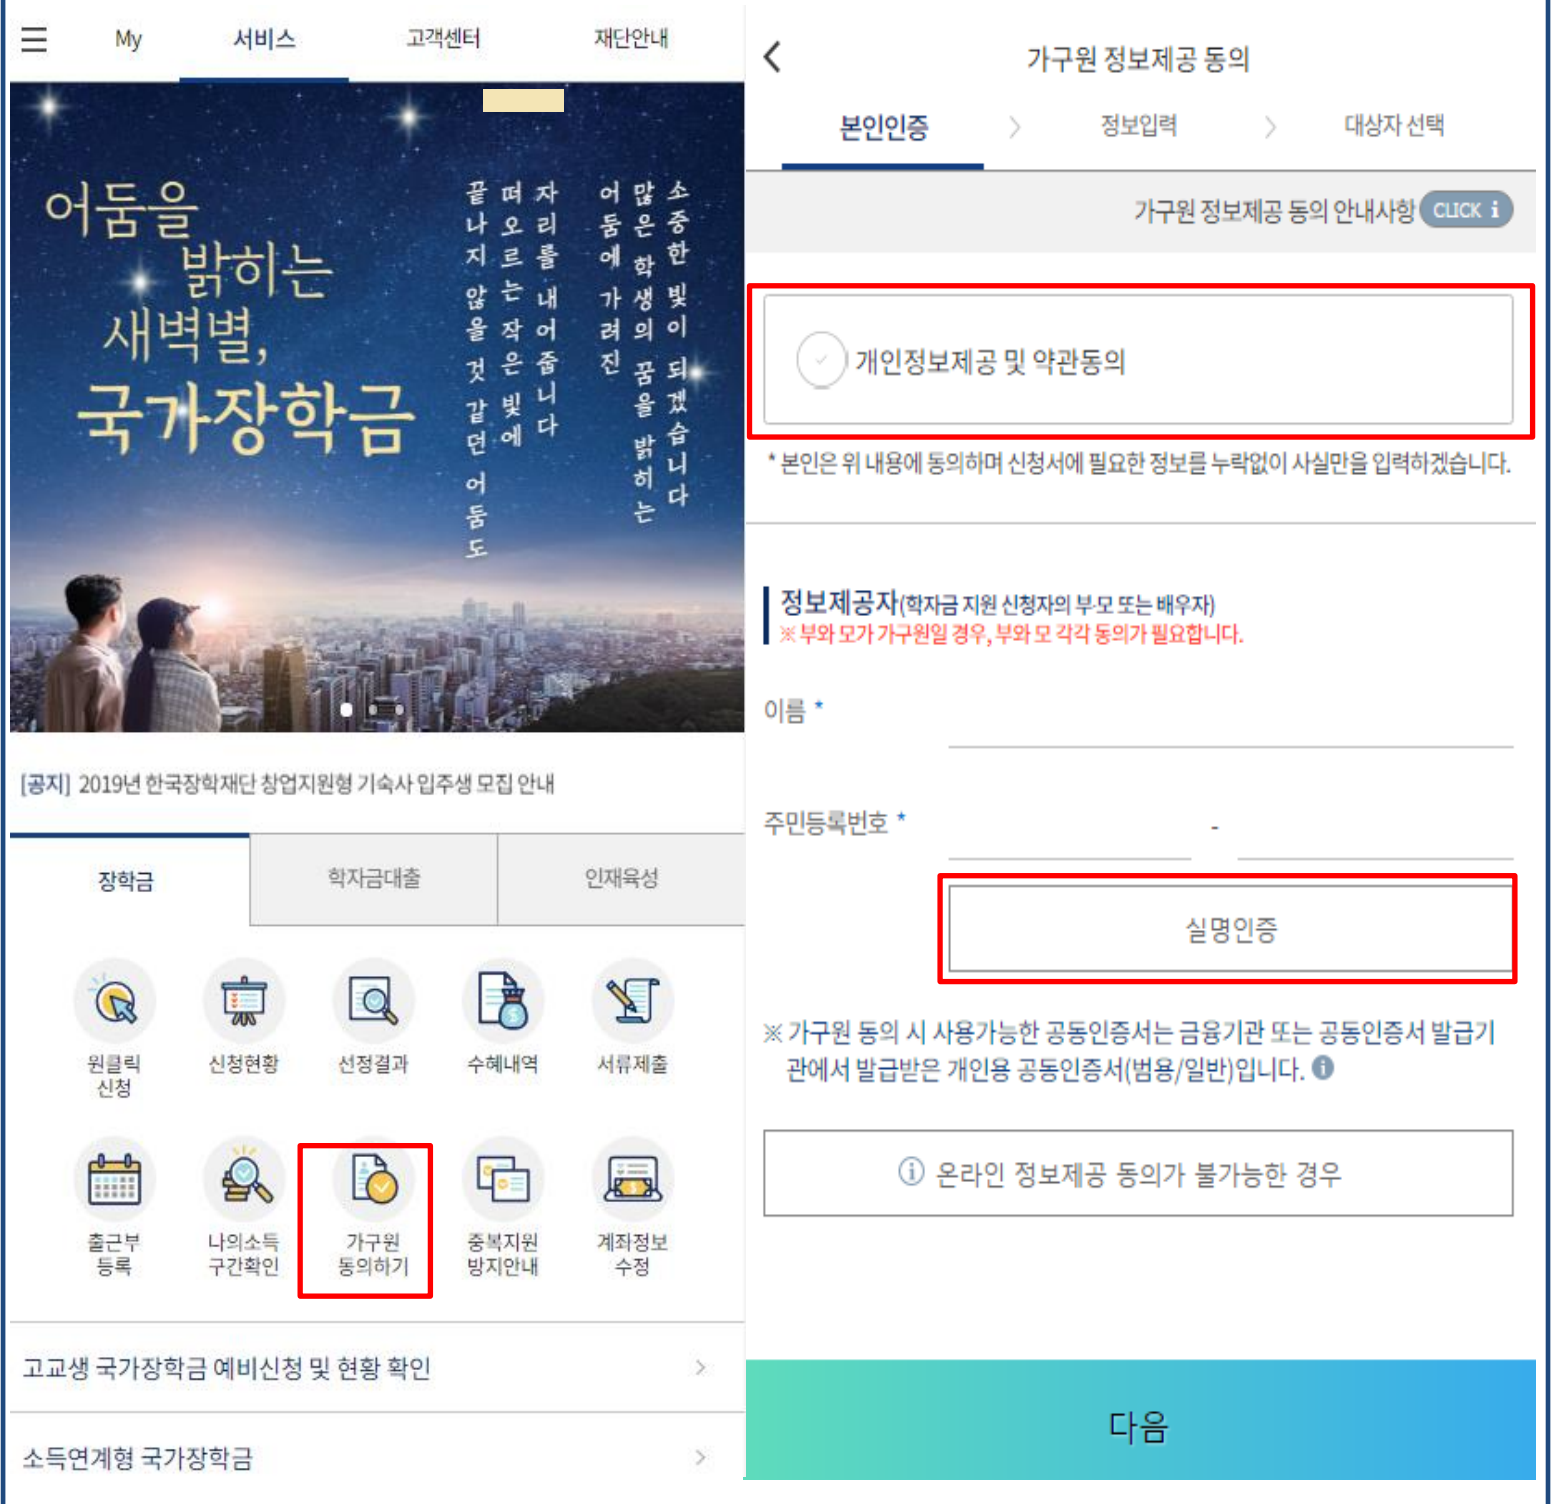 My 서비스 고객센터 재단안내
어둠을
밝히는
새벽별,
국가장학금
소중한 빛이 되겠습니다
많은 학생의 꿈을 밝히는
어둠에 가려진
자리를 내어줍니다
떠오르는 작은 빛에
끝나지 않을 것 같던 어둠도
[공지] 2019년 한국장학재단 창업지원형 기숙사 입주생 모집 안내
장학금 학자금대출 인재육성
원클릭
신청
신청현황
선정결과
수혜내역
서류제출
출근부
등록
나의소득
구간확인
가구원
동의하기
중복지원
방지안내
계좌정보
수정
고교생 국가장학금 예비신청 및 현황 확인
소득연계형 국가장학금
가구원 정보제공 동의
본인인증 정보입력 대상자 선택
가구원 정보제공 동의 안내사항 CLICK i
개인정보제공 및 약관동의
* 본인은 위 내용에 동의하며 신청서에 필요한 정보를 누락없이 사실만을 입력하겠습니다.
정보제공자(학자금 지원 신청자의 부·모 또는 배우자)
※ 부와 모가 가구원일 경우, 부와 모 각각 동의가 필요합니다.
이름 *
주민등록번호 * -
실명인증
※ 가구원 동의 시 사용가능한 공동인증서는 금융기관 또는 공동인증서 발급기
관에서 발급받은 개인용 공동인증서(범용/일반)입니다.
온라인 정보제공 동의가 불가능한 경우
다음